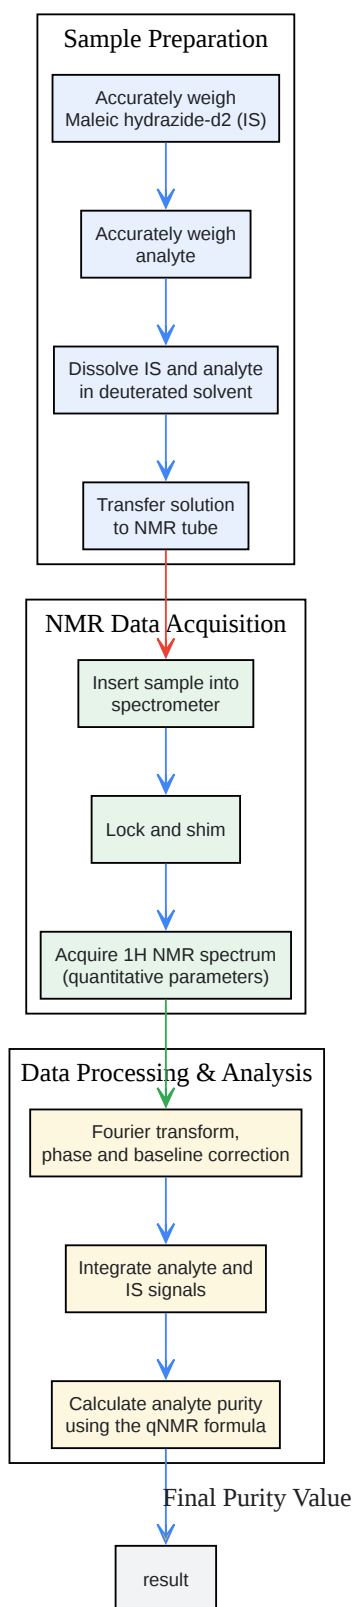 Sample Preparation
Accurately weigh
Maleic hydrazide-d2 (IS)
Accurately weigh
analyte
Dissolve IS and analyte
in deuterated solvent
Transfer solution
to NMR tube
NMR Data Acquisition
Insert sample into
spectrometer
Lock and shim
Acquire 1H NMR spectrum
(quantitative parameters)
Data Processing & Analysis
Fourier transform,
phase and baseline correction
Integrate analyte and
IS signals
Calculate analyte purity
using the qNMR formula
Final Purity Value
result